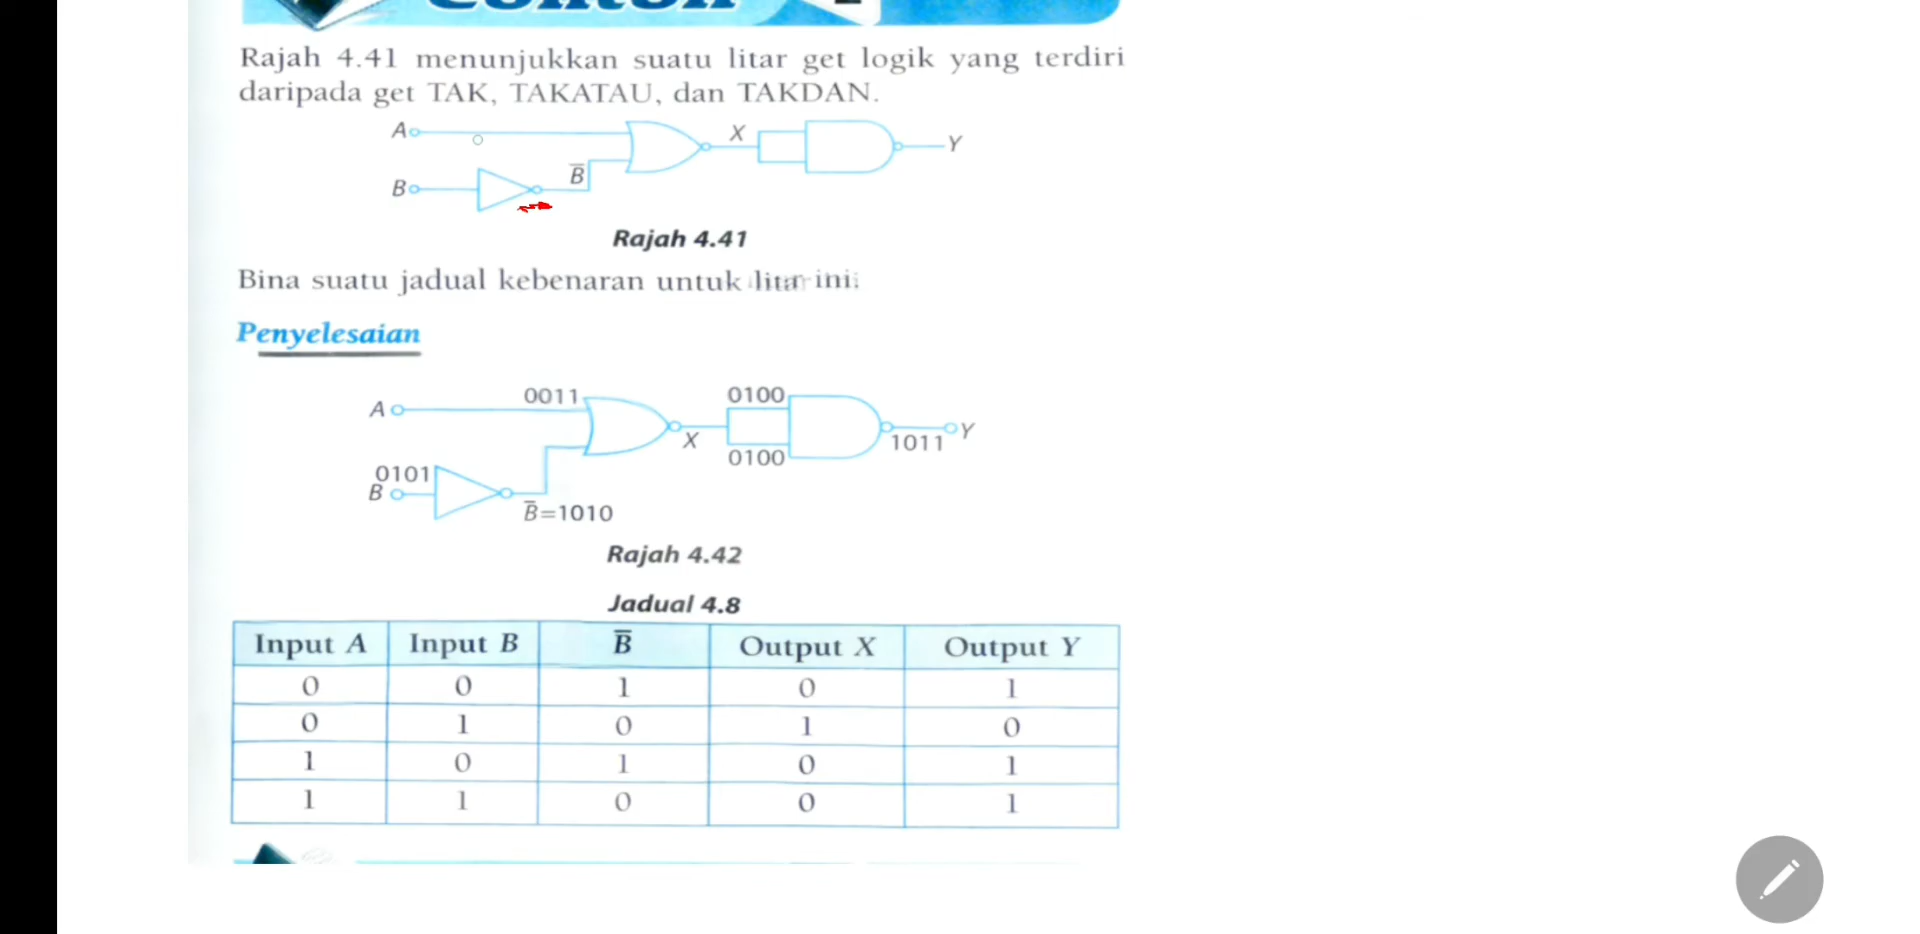 Rajah 4.41 menunjukkan suatu litar get logik yang terdiri
daripada get TAK, TAKATAU, dan TAKDAN.
A
X
Y
B̅
B
Rajah 4.41
Bina suatu jadual kebenaran untuk litar ini.
Penyelesaian
A
0011
0100
X
0100
Y
1011
0101
B
B̅=1010
Rajah 4.42
Jadual 4.8
Input A Input B B̅ Output X Output Y
0 0 1 0 1
0 1 0 1 0
1 0 1 0 1
1 1 0 0 1